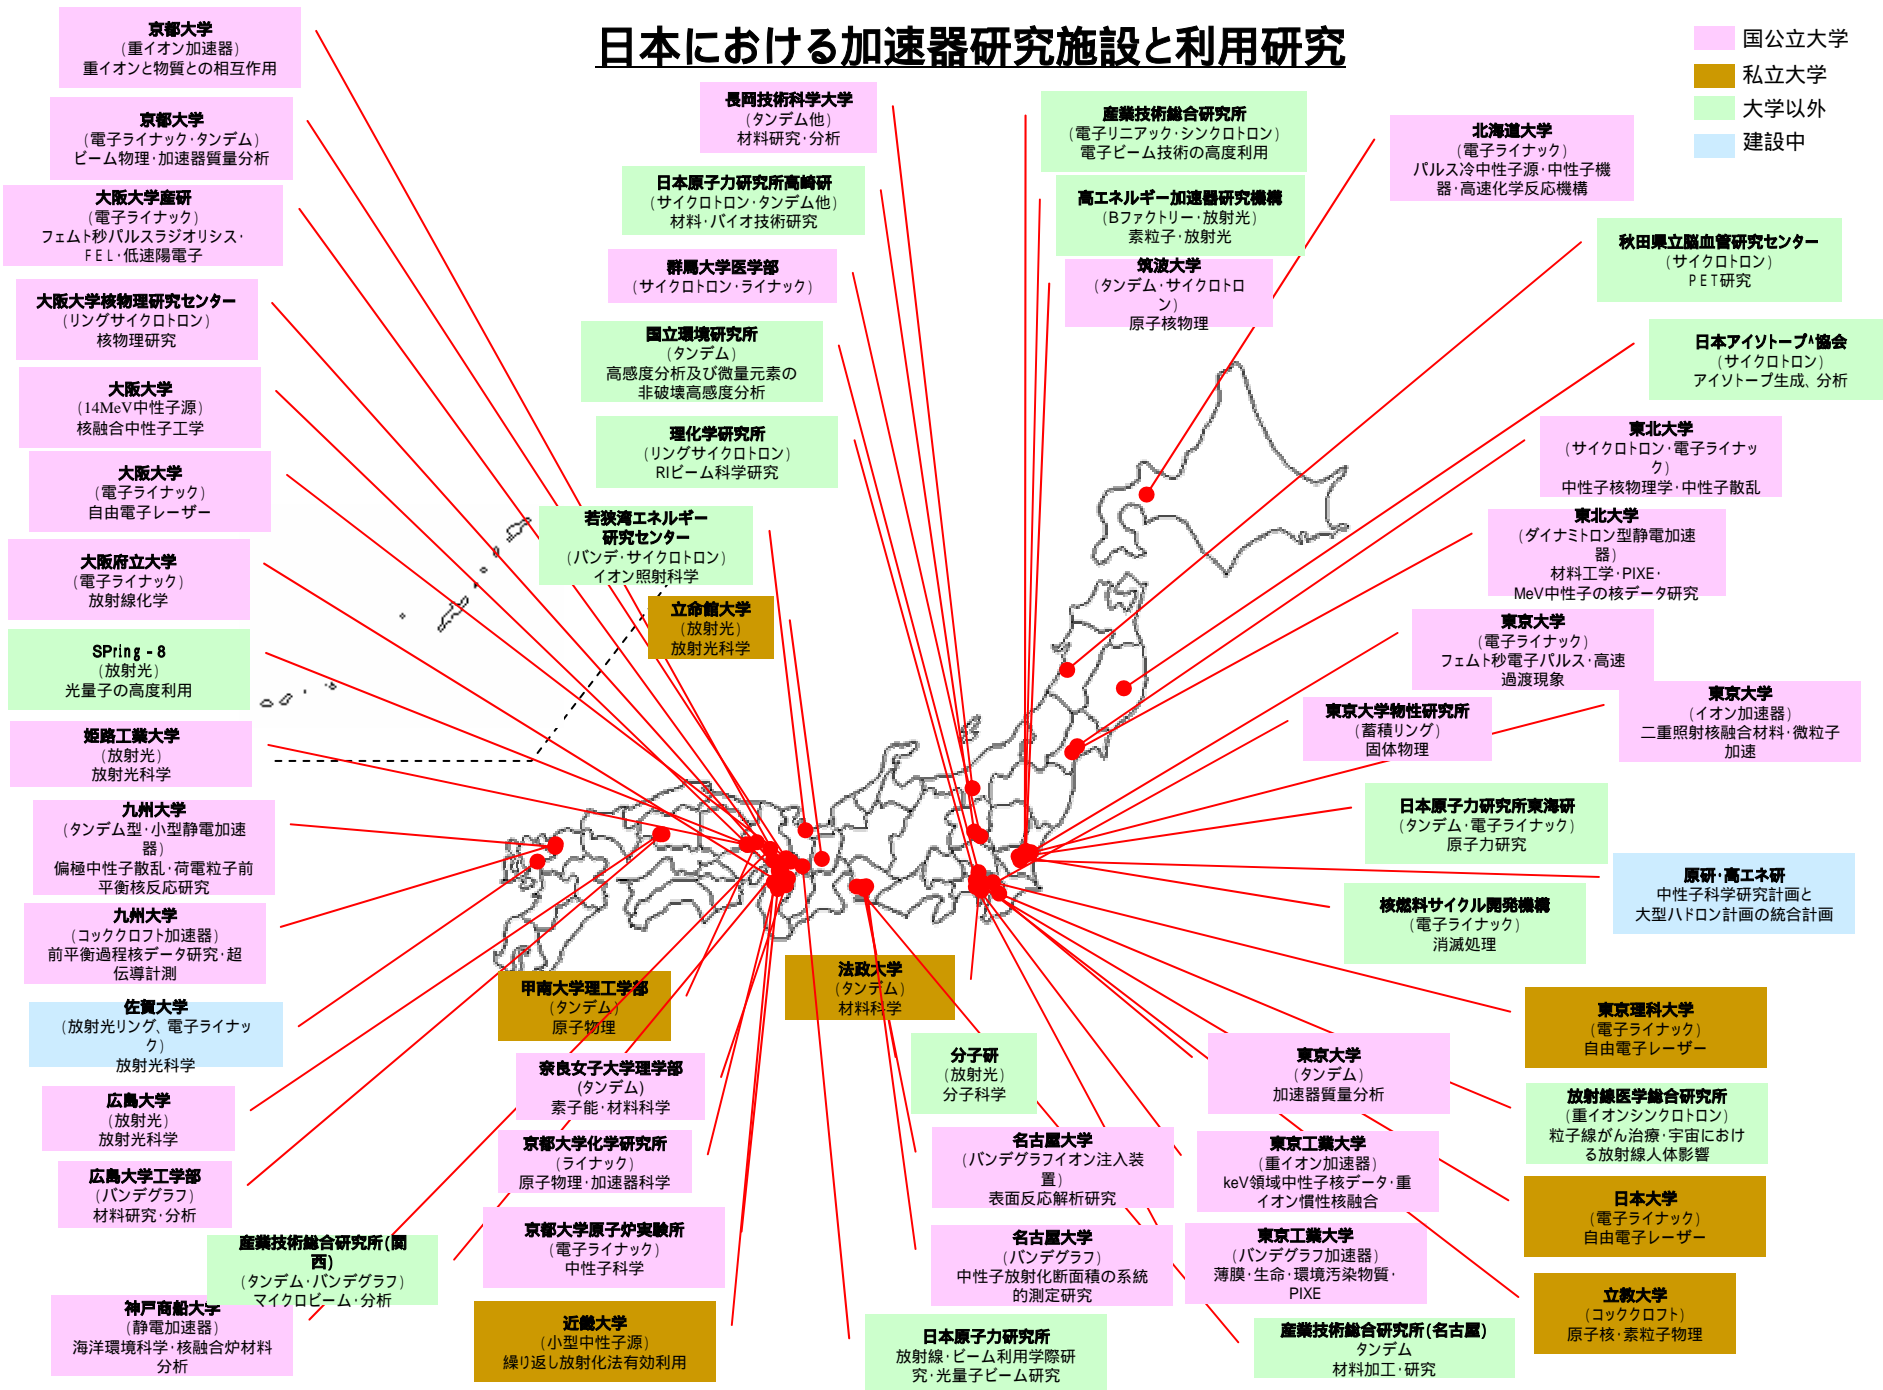 日本における加速器研究施設と利用研究
国公立大学
私立大学
大学以外
建設中
京都大学
(重イオン加速器)
重イオンと物質との相互作用
京都大学
(電子ライナック・タンデム)
ビーム物理・加速器質量分析
大阪大学産研
(電子ライナック)
フェムト秒パルスラジオリシス・
FEL・低速陽電子
大阪大学核物理研究センター
(リングサイクロトロン)
核物理研究
大阪大学
(14MeV中性子源)
核融合中性子工学
大阪大学
(電子ライナック)
自由電子レーザー
大阪府立大学
(電子ライナック)
放射線化学
SPring-8
(放射光)
光量子の高度利用
姫路工業大学
(放射光)
放射光科学
九州大学
(タンデム型・小型静電加速
器)
偏極中性子散乱・荷電粒子前
平衡核反応研究
九州大学
(コッククロフト加速器)
前平衡過程核データ研究・超
伝導計測
佐賀大学
(放射光リング、電子ライナッ
ク)
放射光科学
広島大学
(放射光)
放射光科学
広島大学工学部
(バンデグラフ)
材料研究・分析
産業技術総合研究所(関
西)
(タンデム・バンデグラフ)
マイクロビーム・分析
神戸商船大学
(静電加速器)
海洋環境科学・核融合炉材料
分析
長岡技術科学大学
(タンデム他)
材料研究・分析
日本原子力研究所高崎研
(サイクロトロン・タンデム他)
材料・バイオ技術研究
群馬大学医学部
(サイクロトロン・ライナック)
国立環境研究所
(タンデム)
高感度分析及び微量元素の
非破壊高感度分析
理化学研究所
(リングサイクロトロン)
RIビーム科学研究
若狭湾エネルギー
研究センター
(バンデ・サイクロトロン)
イオン照射科学
立命館大学
(放射光)
放射光科学
産業技術総合研究所
(電子リニアック・シンクロトロン)
電子ビーム技術の高度利用
高エネルギー加速器研究機構
(Bファクトリー・放射光)
素粒子・放射光
筑波大学
(タンデム・サイクロトロ
ン)
原子核物理
北海道大学
(電子ライナック)
パルス冷中性子源・中性子機
器・高速化学反応機構
秋田県立脳血管研究センター
(サイクロトロン)
PET研究
日本アイソトープ^協会
(サイクロトロン)
アイソトープ生成、分析
東北大学
(サイクロトロン・電子ライナッ
ク)
中性子核物理学・中性子散乱
東北大学
(ダイナミトロン型静電加速
器)
材料工学・PIXE・
MeV中性子の核データ研究
東京大学
(電子ライナック)
フェムト秒電子パルス・高速
過渡現象
東京大学
(イオン加速器)
二重照射核融合材料・微粒子
加速
東京大学物性研究所
(蓄積リング)
固体物理
日本原子力研究所東海研
(タンデム・電子ライナック)
原子力研究
原研・高エネ研
中性子科学研究計画と
大型ハドロン計画の統合計画
核燃料サイクル開発機構
(電子ライナック)
消滅処理
東京理科大学
(電子ライナック)
自由電子レーザー
放射線医学総合研究所
(重イオンシンクロトロン)
粒子線がん治療・宇宙におけ
る放射線人体影響
日本大学
(電子ライナック)
自由電子レーザー
立教大学
(コッククロフト)
原子核・素粒子物理
甲南大学理工学部
(タンデム)
原子物理
法政大学
(タンデム)
材料科学
奈良女子大学理学部
(タンデム)
素子能・材料科学
京都大学化学研究所
(ライナック)
原子物理・加速器科学
京都大学原子炉実験所
(電子ライナック)
中性子科学
近畿大学
(小型中性子源)
繰り返し放射化法有効利用
分子研
(放射光)
分子科学
名古屋大学
(バンデグラフイオン注入装
置)
表面反応解析研究
名古屋大学
(バンデグラフ)
中性子放射化断面積の系統
的測定研究
日本原子力研究所
放射線・ビーム利用学際研
究・光量子ビーム研究
東京大学
(タンデム)
加速器質量分析
東京工業大学
(重イオン加速器)
keV領域中性子核データ・重
イオン慣性核融合
東京工業大学
(バンデグラフ加速器)
薄膜・生命・環境汚染物質・
PIXE
産業技術総合研究所(名古屋)
タンデム
材料加工・研究